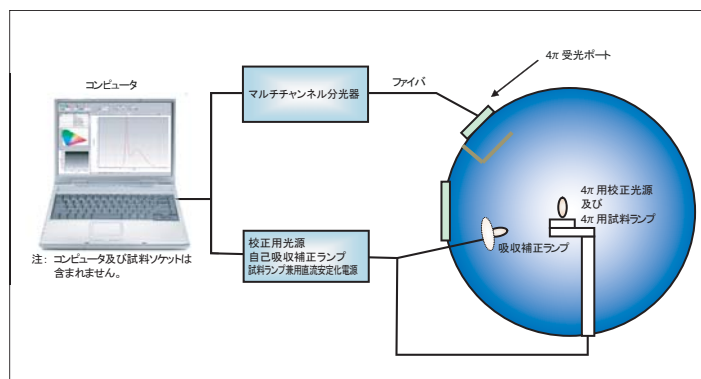 コンピュータ
マルチチャンネル分光器
ファイバ
4π 受光ポート
校正用光源
自己吸収補正ランプ
試料ランプ兼用直流安定化電源
吸収補正ランプ
4π 用校正光源
及び
4π 用試料ランプ
注： コンピュータ及び試料ソケットは
含まれません。